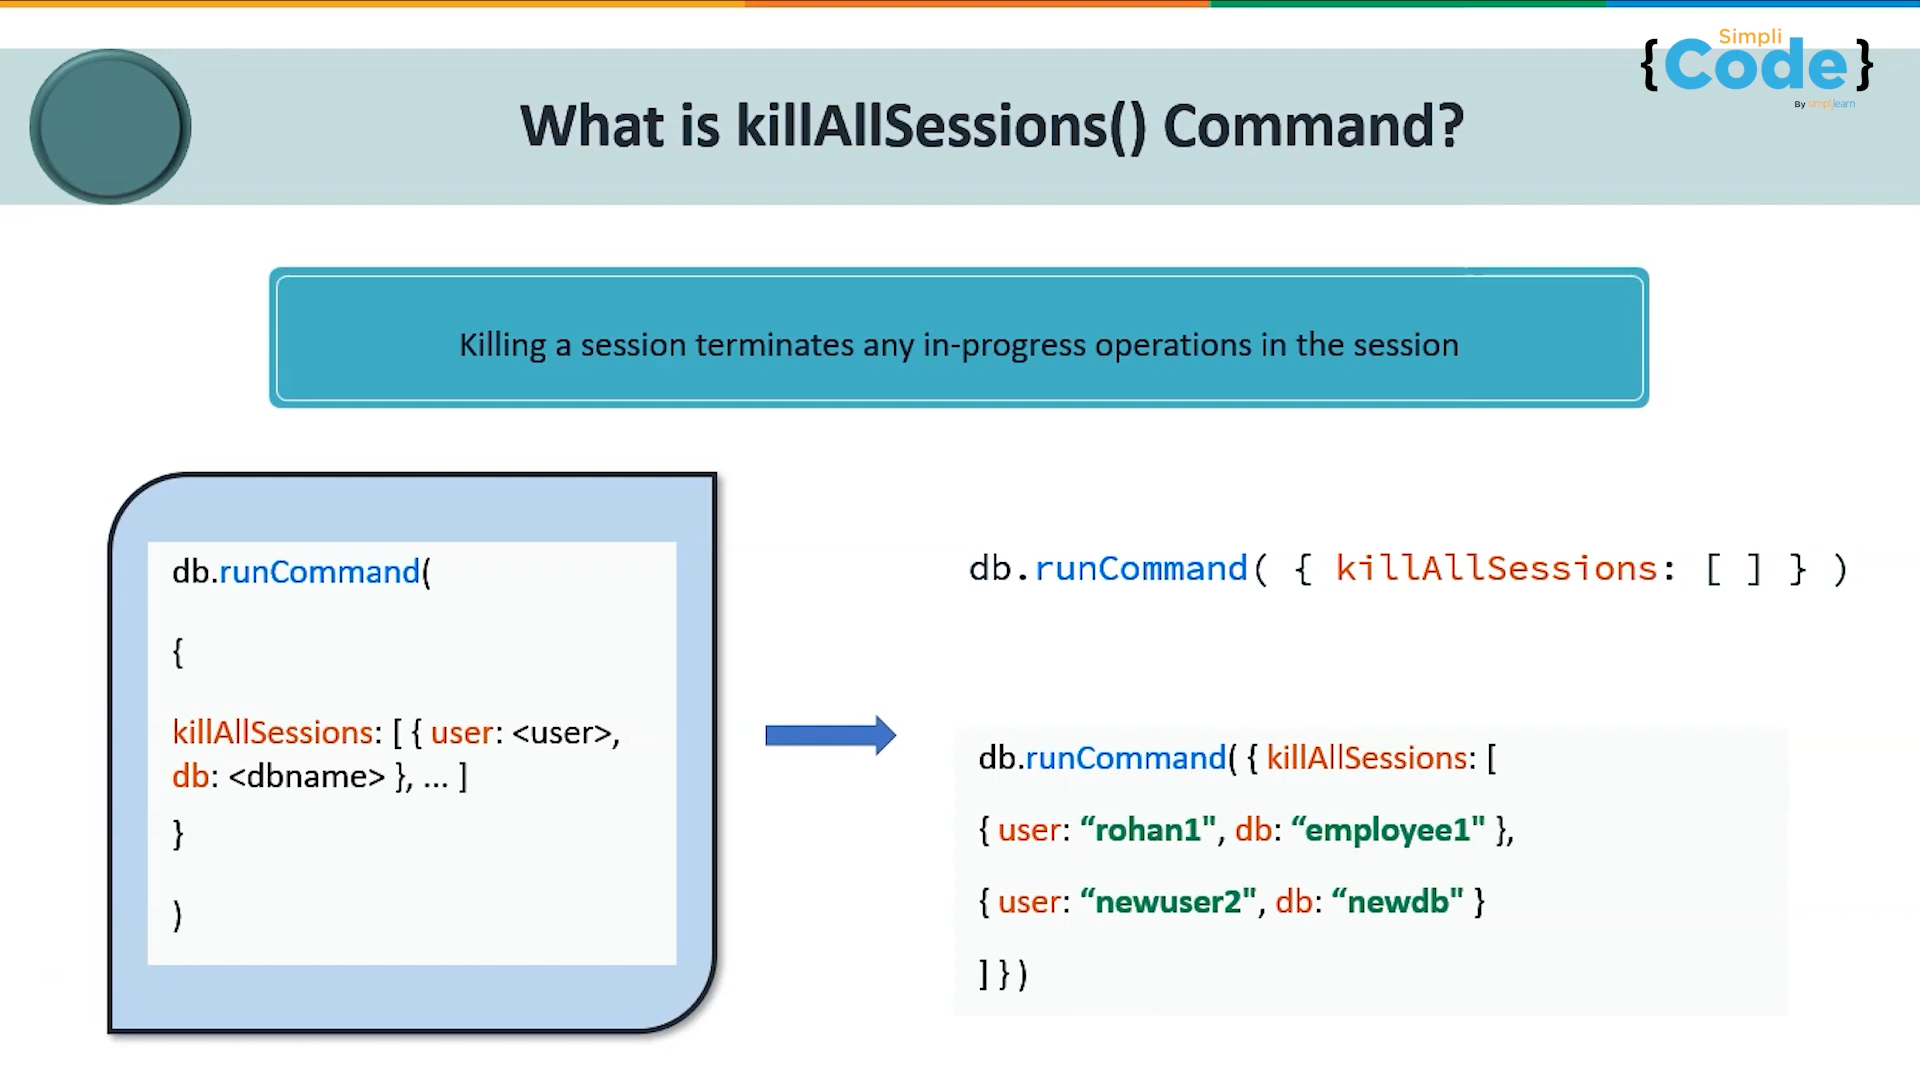 Simpli
{Code}
By simplilearn
What is killAllSessions() Command?
Killing a session terminates any in-progress operations in the session
db.runCommand(
{
killAllSessions: [ { user: <user>,
db: <dbname> }, ... ]
}
)
db.runCommand( { killAllSessions: [ ] } )
db.runCommand( { killAllSessions: [
{ user: “rohan1", db: “employee1" },
{ user: “newuser2", db: “newdb" }
] } )